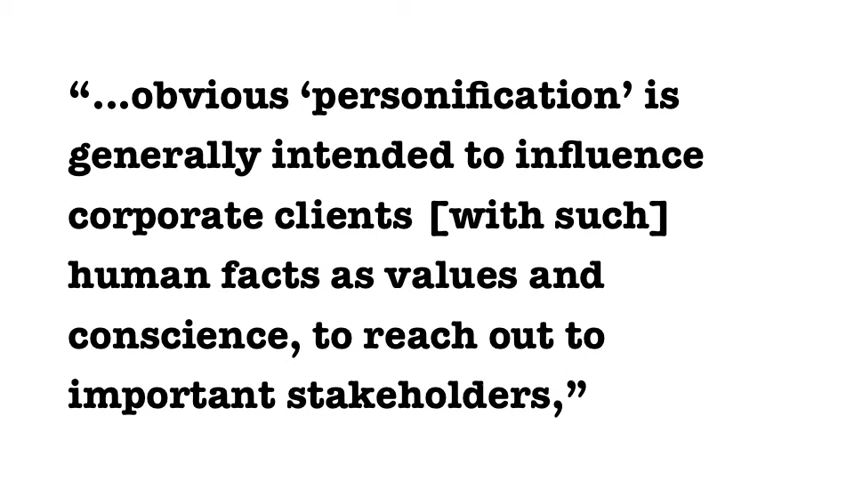 “...obvious ‘personification’ is
generally intended to influence
corporate clients [with such]
human facts as values and
conscience, to reach out to
important stakeholders,”